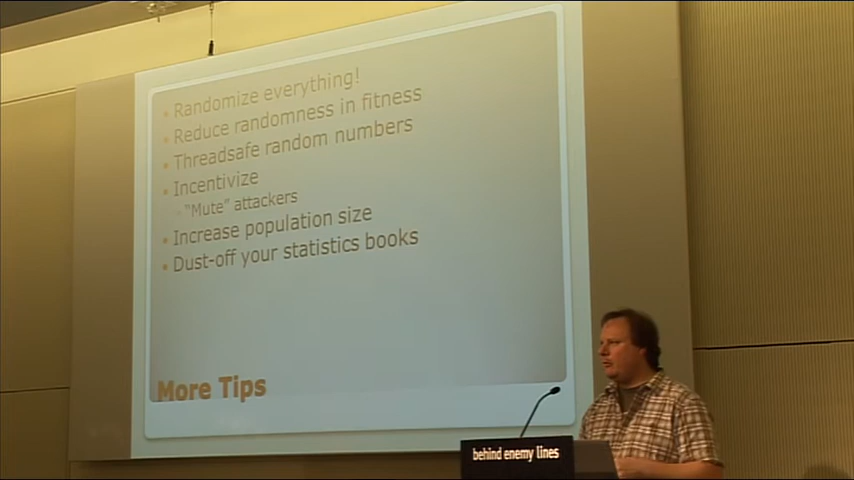 Randomize everything!
Reduce randomness in fitness
Threadsafe random numbers
Incentivize
"Mute" attackers
Increase population size
Dust-off your statistics books
More Tips
behind enemy lines